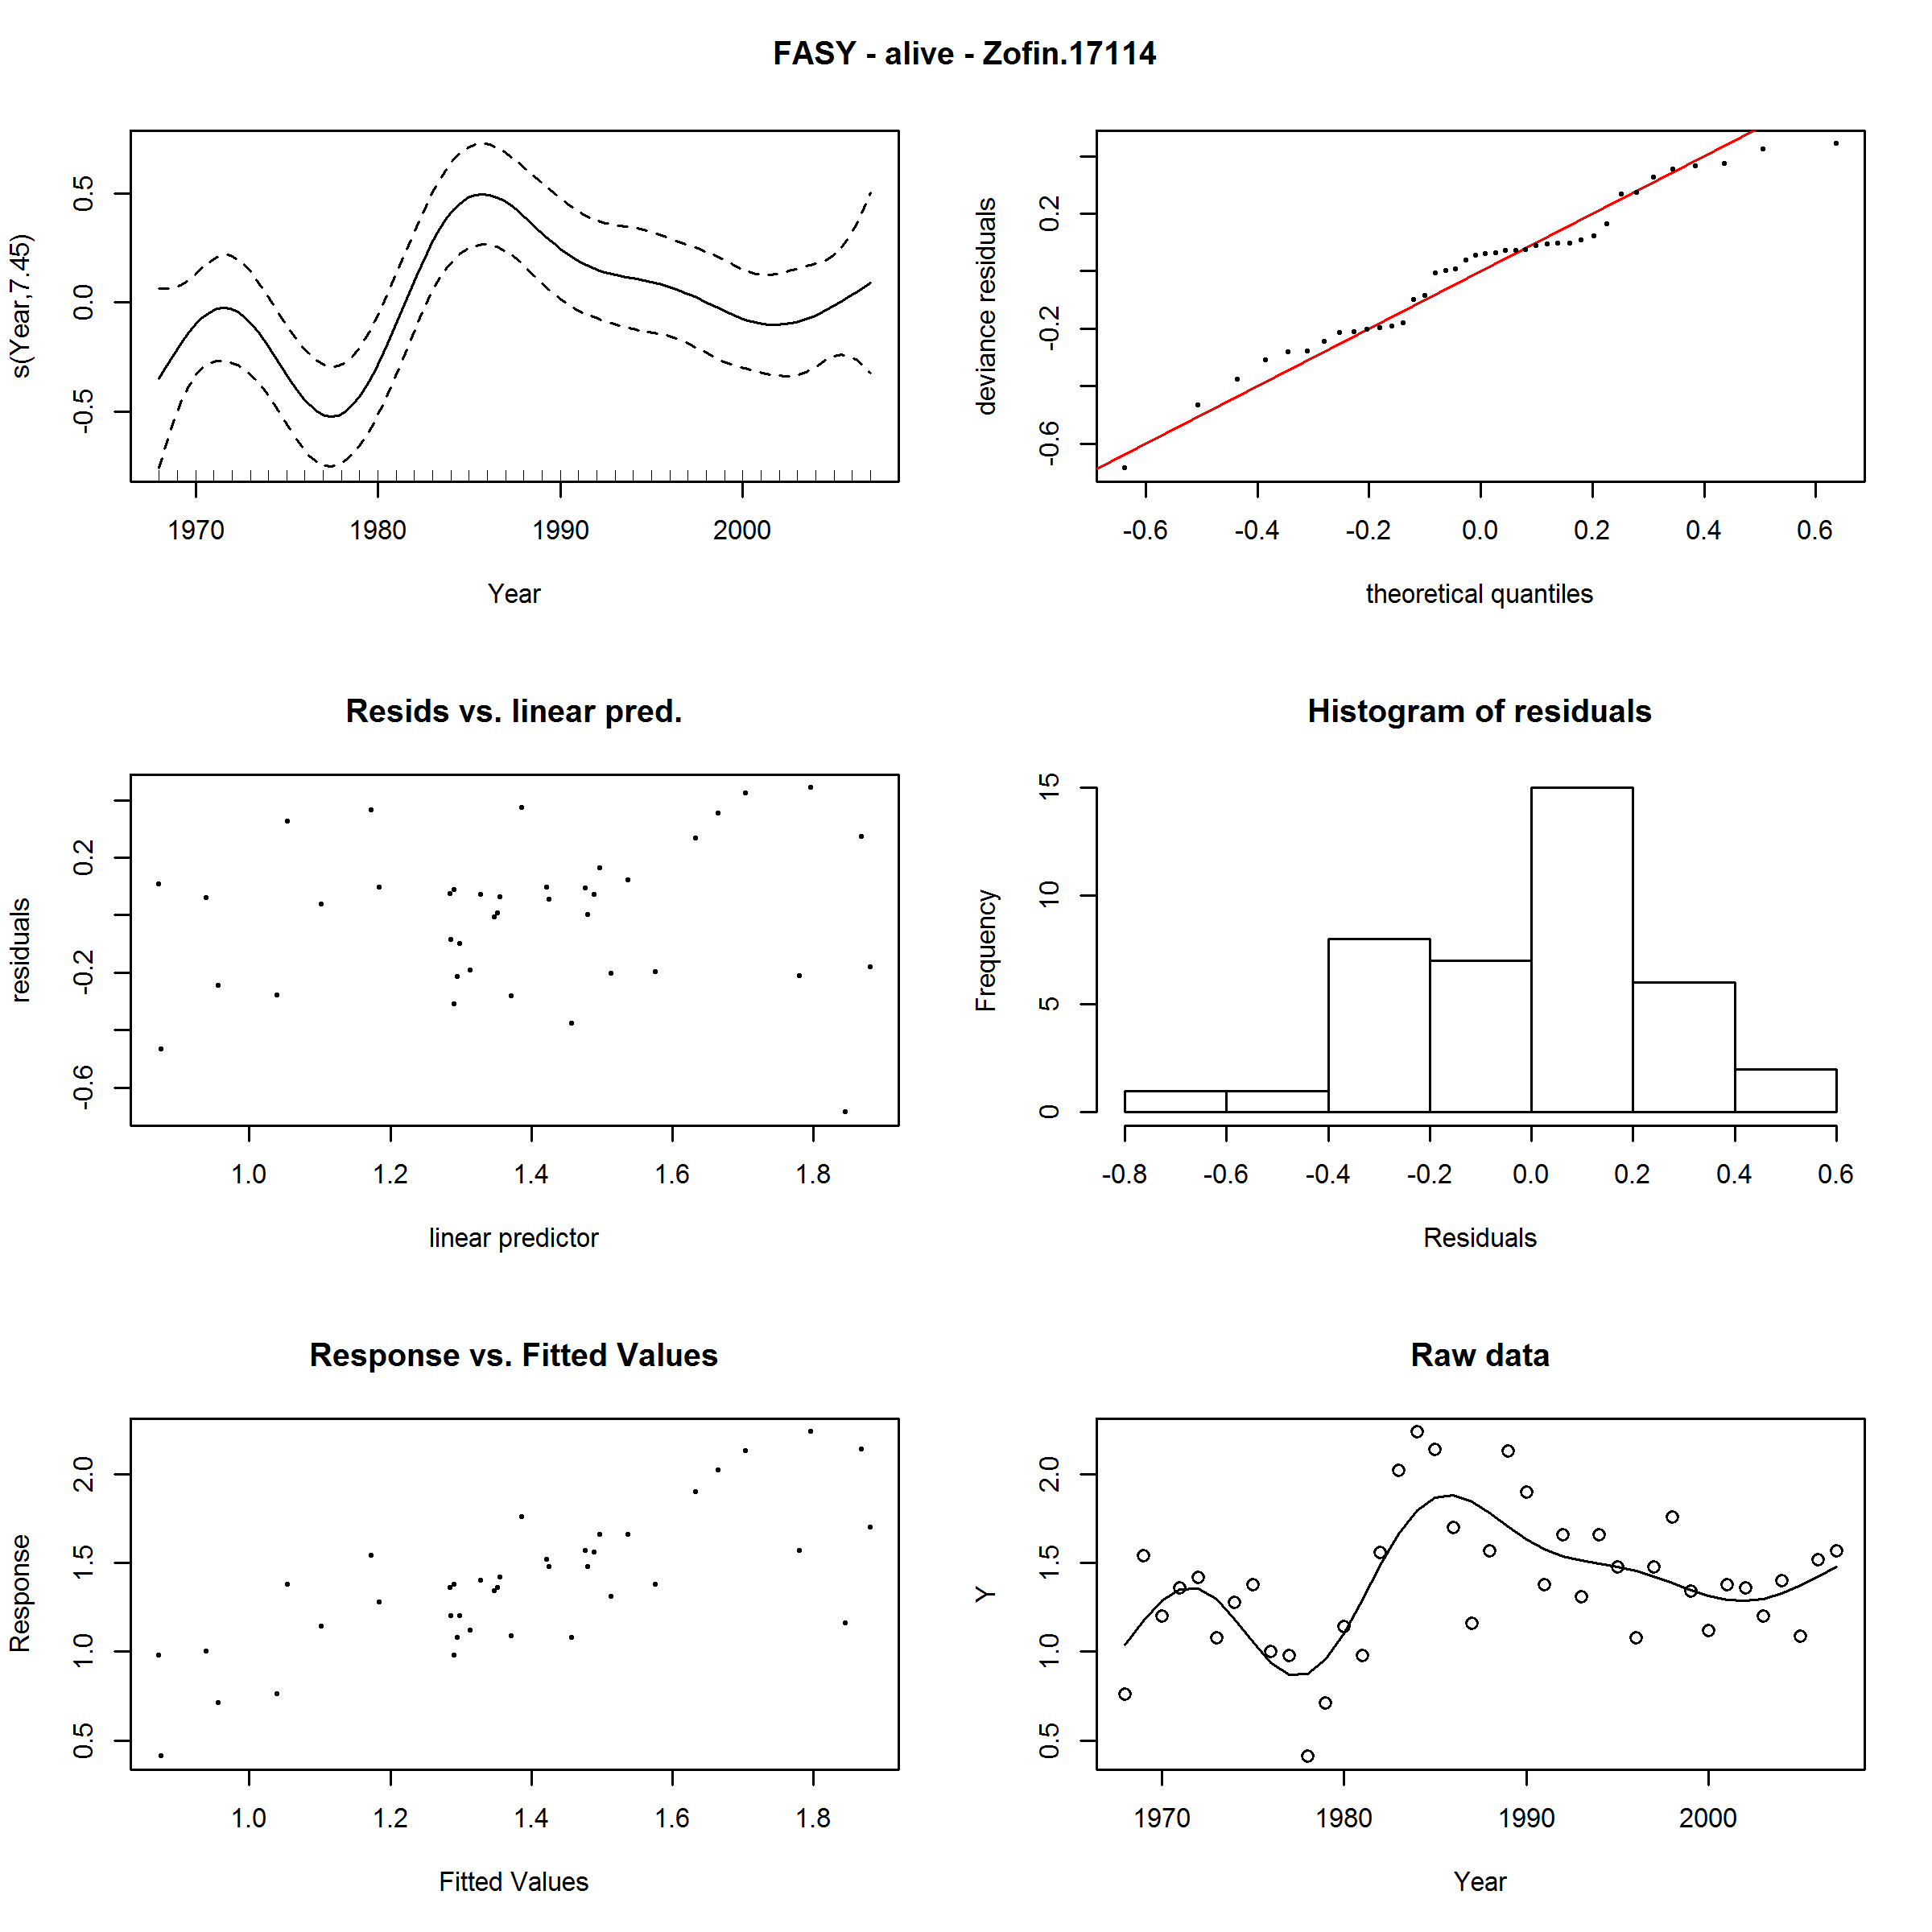 FASY - alive - Zofin.17114
s(Year,7.45)
0.5
0.0
-0.5
1970 1980 1990 2000
Year
deviance residuals
0.2
-0.2
-0.6
-0.6 -0.4 -0.2 0.0 0.2 0.4 0.6
theoretical quantiles
Resids vs. linear pred.
residuals
0.2
-0.2
-0.6
1.0 1.2 1.4 1.6 1.8
linear predictor
Histogram of residuals
Frequency
15
10
5
0
-0.8 -0.6 -0.4 -0.2 0.0 0.2 0.4 0.6
Residuals
Response vs. Fitted Values
Response
2.0
1.5
1.0
0.5
1.0 1.2 1.4 1.6 1.8
Fitted Values
Raw data
Y
2.0
1.5
1.0
0.5
1970 1980 1990 2000
Year